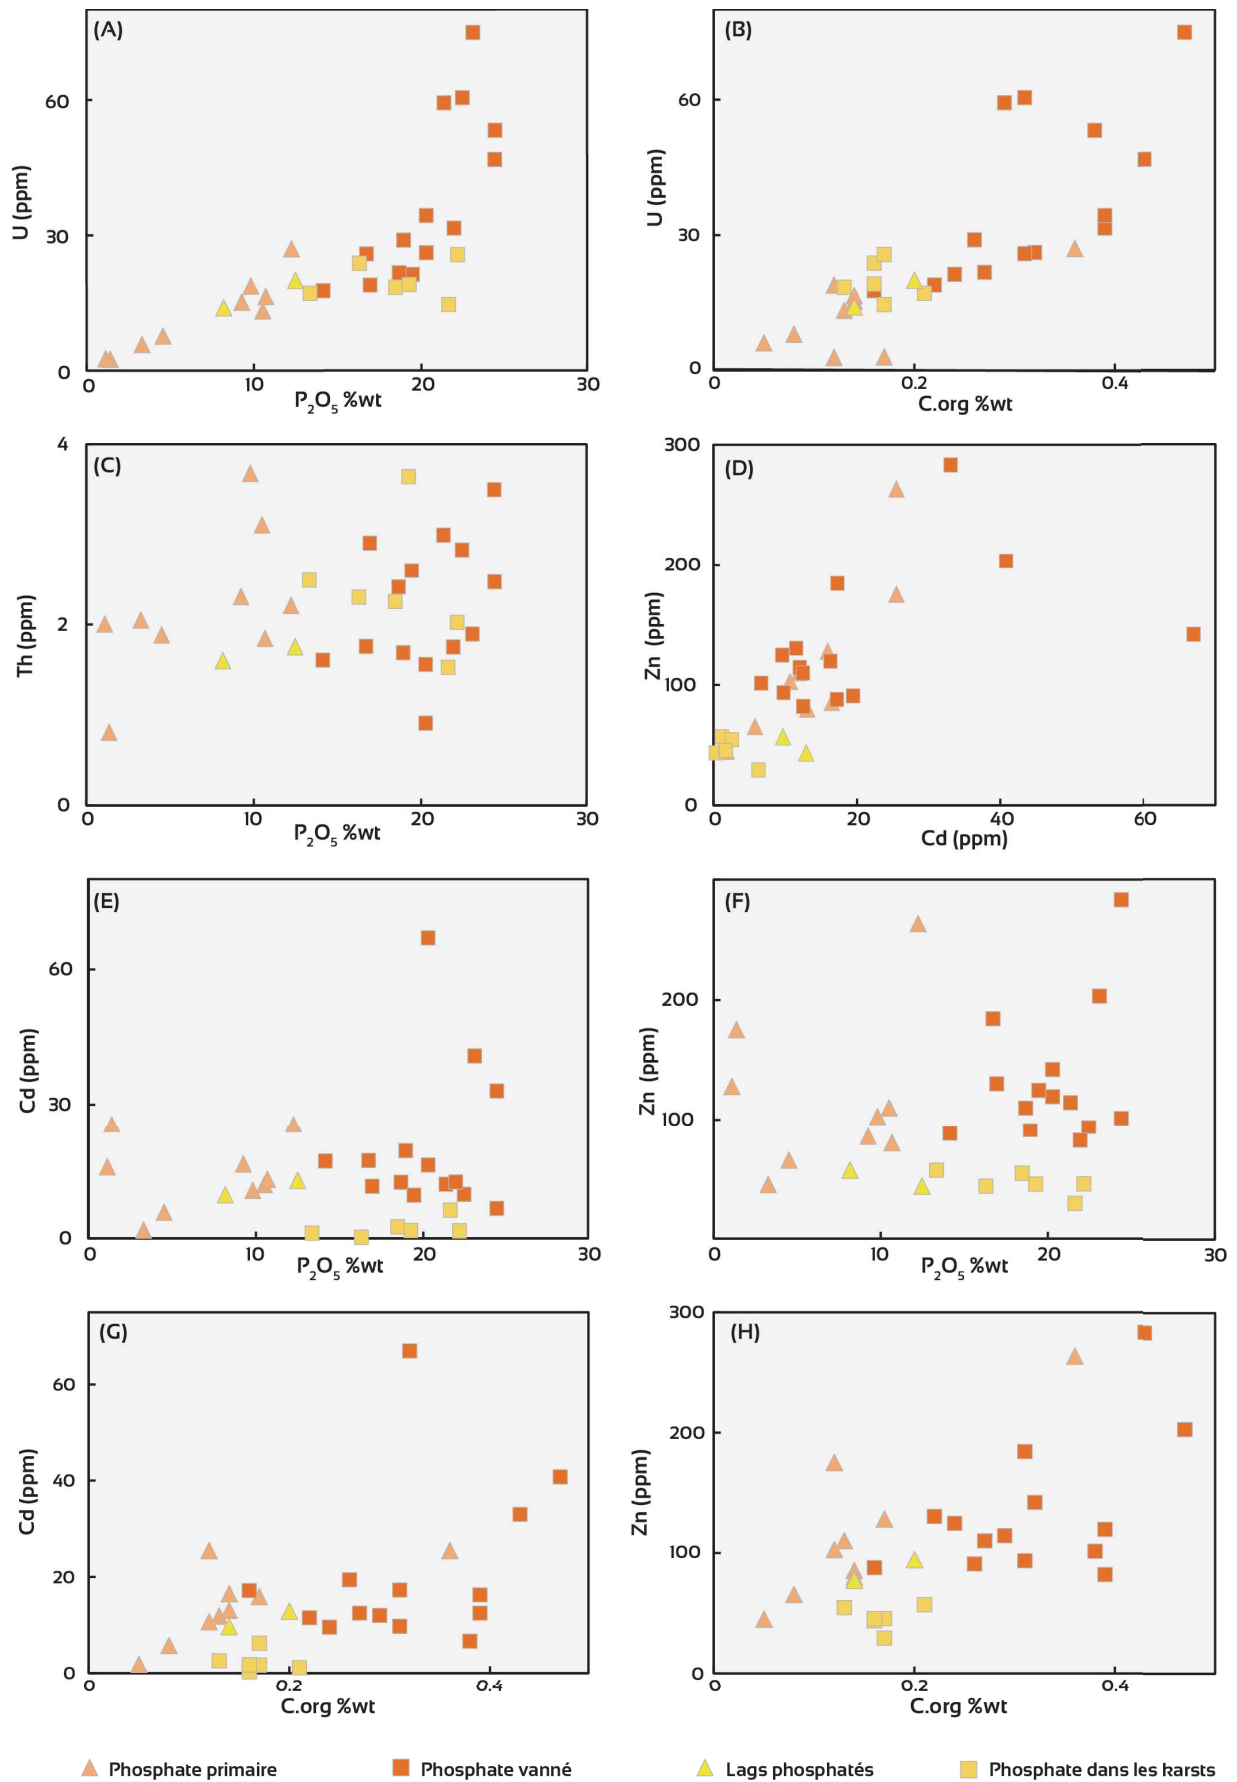 (A)
60
30
0
U (ppm)
0 10 20 30
P₂O₅ %wt
(B)
60
30
0
U (ppm)
0 0.2 0.4
C.org %wt
(C)
4
2
0
Th (ppm)
0 10 20 30
P₂O₅ %wt
(D)
300
200
100
0
Zn (ppm)
0 20 40 60
Cd (ppm)
(E)
60
30
0
Cd (ppm)
0 10 20 30
P₂O₅ %wt
(F)
200
100
Zn (ppm)
0 10 20 30
P₂O₅ %wt
(G)
60
40
20
0
Cd (ppm)
0 0.2 0.4
C.org %wt
(H)
300
200
100
0
Zn (ppm)
0 0.2 0.4
C.org %wt
Phosphate primaire Phosphate vanné Lags phosphatés Phosphate dans les karsts